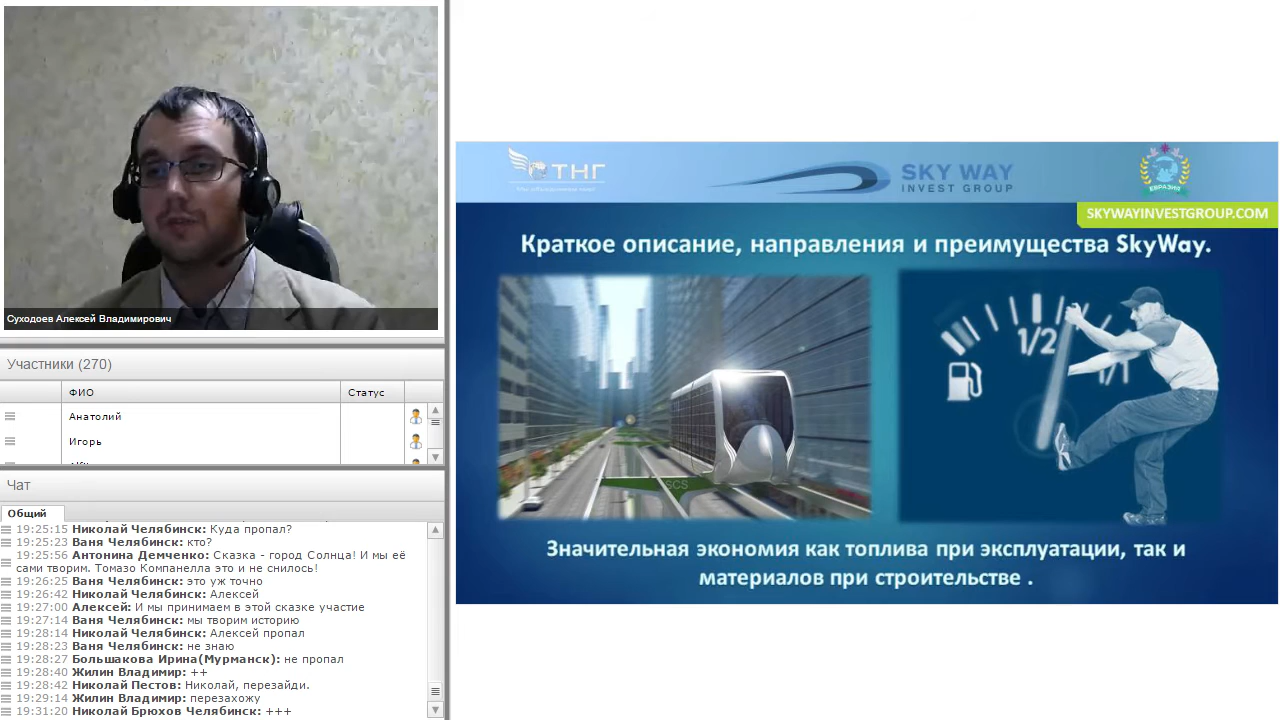 Суходоев Алексей Владимирович
Участники (270)
ФИО
Статус
Анатолий
Игорь
Чат
Общий
19:25:15 Николай Челябинск: Куда пропал?
19:25:23 Ваня Челябинск: кто?
19:25:56 Антонина Демченко: Сказка - город Солнца! И мы её
сами творим. Томазо Компанелла это и не снилось!
19:26:25 Ваня Челябинск: это уж точно
19:26:42 Николай Челябинск: Алексей
19:27:00 Алексей: И мы принимаем в этой сказке участие
19:27:14 Ваня Челябинск: мы творим историю
19:28:14 Николай Челябинск: Алексей пропал
19:28:23 Ваня Челябинск: не знаю
19:28:27 Большакова Ирина(Мурманск): не пропал
19:28:40 Жилин Владимир: ++
19:28:42 Николай Пестов: Николай, перезайди.
19:29:14 Жилин Владимир: перезахожу
19:31:20 Николай Брюхов Челябинск: +++
ТНГ
SKY WAY
INVEST GROUP
ЕВРАЗИЯ
SKYWAYINVESTGROUP.COM
Краткое описание, направления и преимущества SkyWay.
SCS
1/2
1/1
Значительная экономия как топлива при эксплуатации, так и
материалов при строительстве .